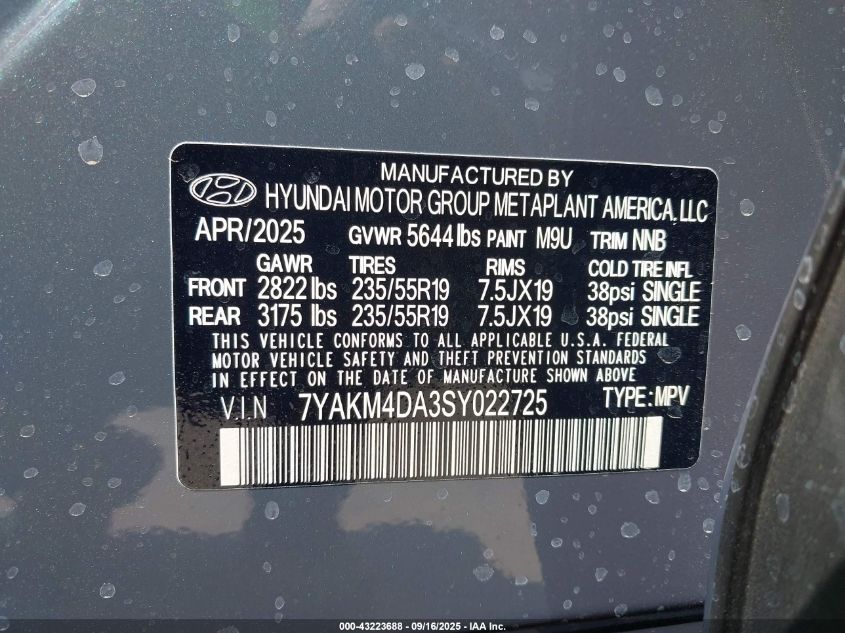 MANUFACTURED BY
HYUNDAI MOTOR GROUP METAPLANT AMERICA, LLC
APR/2025 GVWR 5644 lbs PAINT M9U TRIM NNB
GAWR TIRES RIMS COLD TIRE INFL
FRONT 2822 lbs 235/55R19 7.5JX19 38psi SINGLE
REAR 3175 lbs 235/55R19 7.5JX19 38psi SINGLE
THIS VEHICLE CONFORMS TO ALL APPLICABLE U.S.A. FEDERAL
MOTOR VEHICLE SAFETY AND THEFT PREVENTION STANDARDS
IN EFFECT ON THE DATE OF MANUFACTURE SHOWN ABOVE
VIN 7YAKM4DA3SY022725 TYPE: MPV
000-43223688 - 09/16/2025 - IAA Inc.